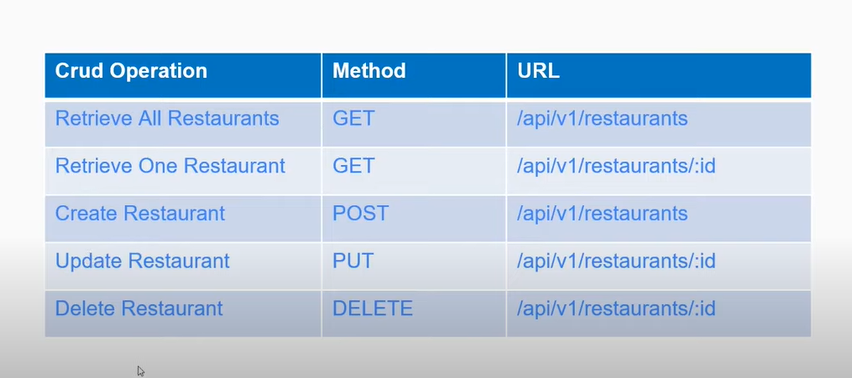 Crud Operation Method URL
Retrieve All Restaurants GET /api/v1/restaurants
Retrieve One Restaurant GET /api/v1/restaurants/:id
Create Restaurant POST /api/v1/restaurants
Update Restaurant PUT /api/v1/restaurants/:id
Delete Restaurant DELETE /api/v1/restaurants/:id